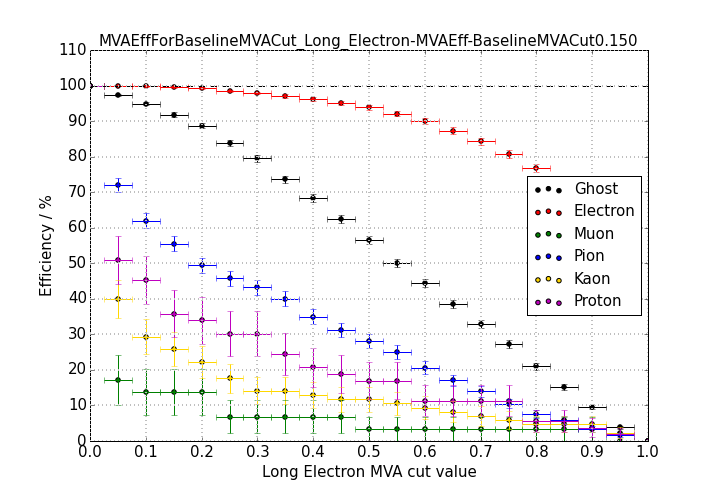 MVAEffForBaselineMVACut_Long_Electron-MVAEff-BaselineMVACut0.150
110
100
90
80
70
60
50
40
30
20
10
0
Efficiency / %
Ghost
Electron
Muon
Pion
Kaon
Proton
0.0 0.1 0.2 0.3 0.4 0.5 0.6 0.7 0.8 0.9 1.0
Long Electron MVA cut value